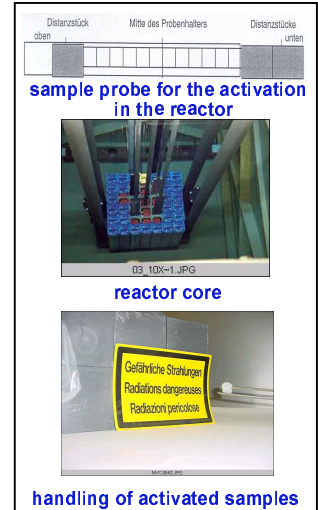 Distanzstück Mitte des Probenhalters Distanzstücke
oben unten
sample probe for the activation
in the reactor
03_10X~1.JPG
reactor core
Gefährliche Strahlungen
Radiations dangereuses
Radiazioni pericolose
handling of activated samples